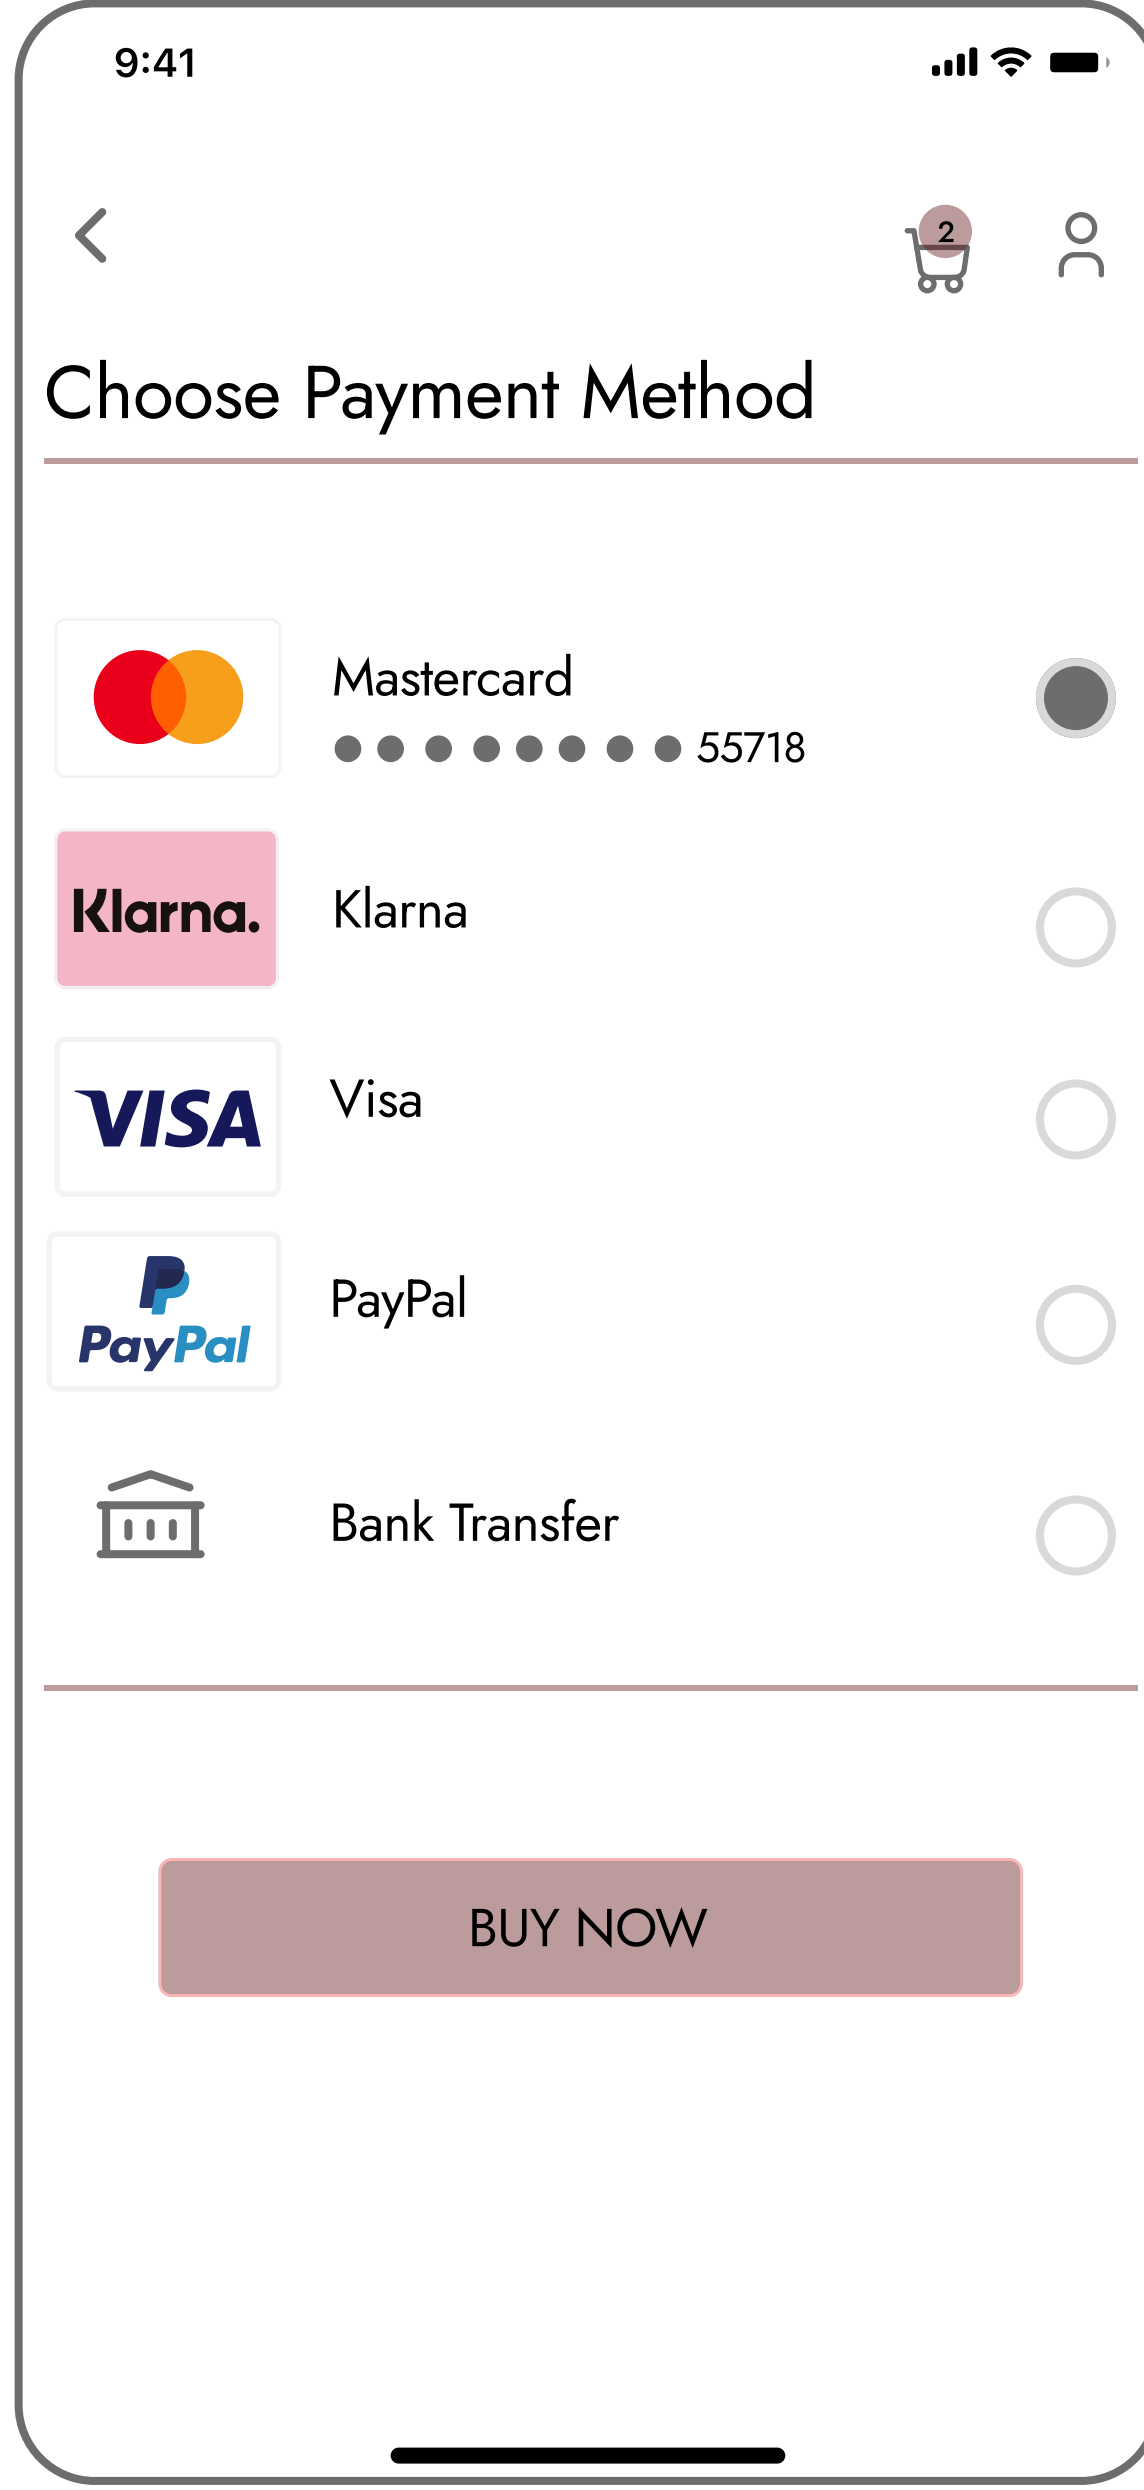 9:41
2
Choose Payment Method
Mastercard
● ● ● ● ● ● ● ● 55718
Klarna.
Klarna
VISA
Visa
PayPal
PayPal
Bank Transfer
BUY NOW